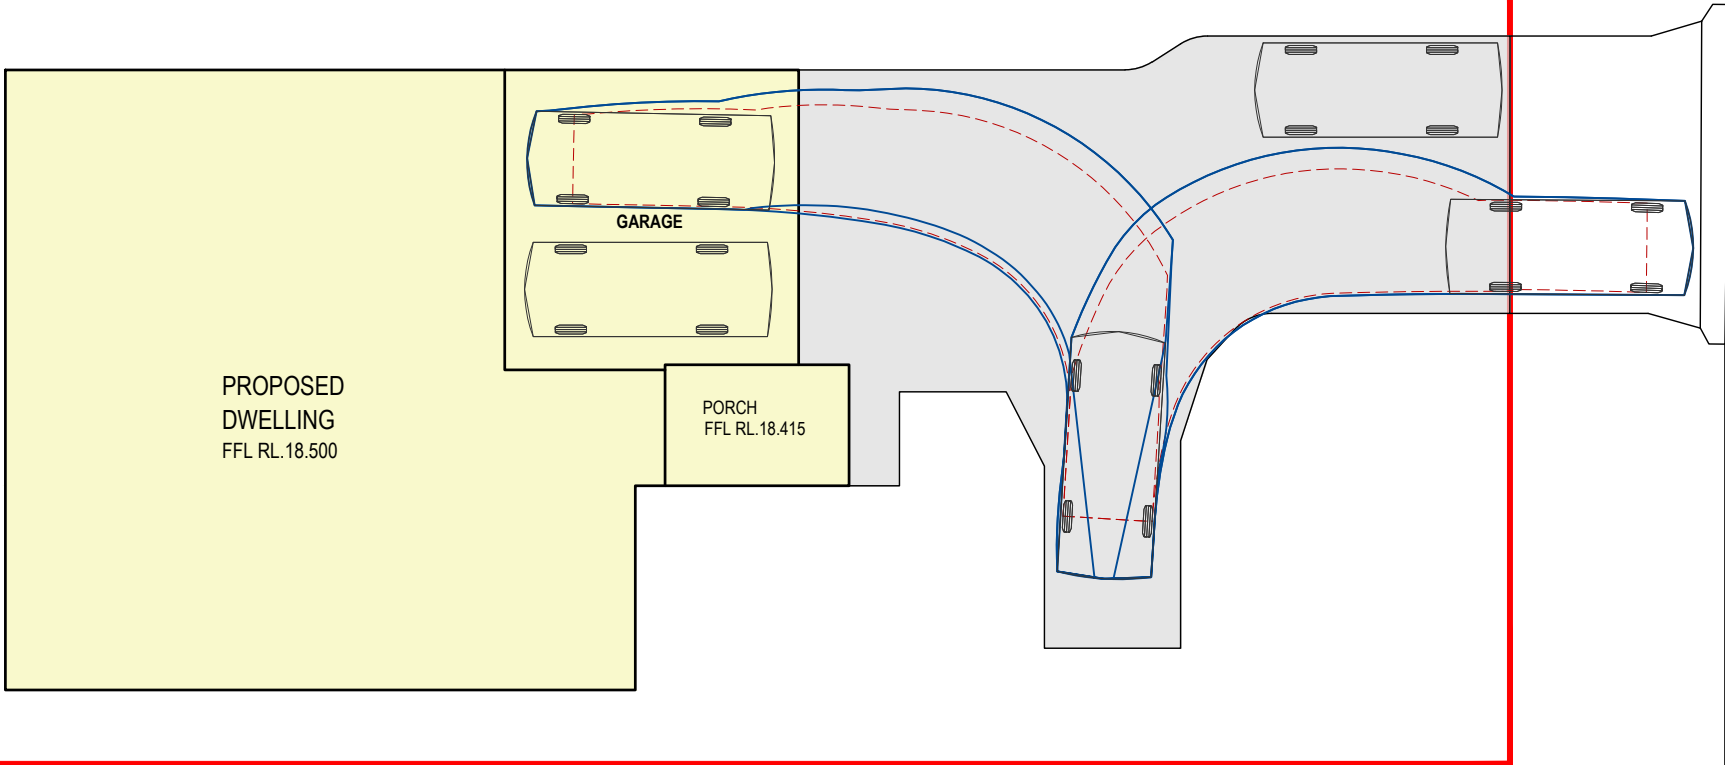 GARAGE
PROPOSED
DWELLING
FFL RL.18.500
PORCH
FFL RL.18.415